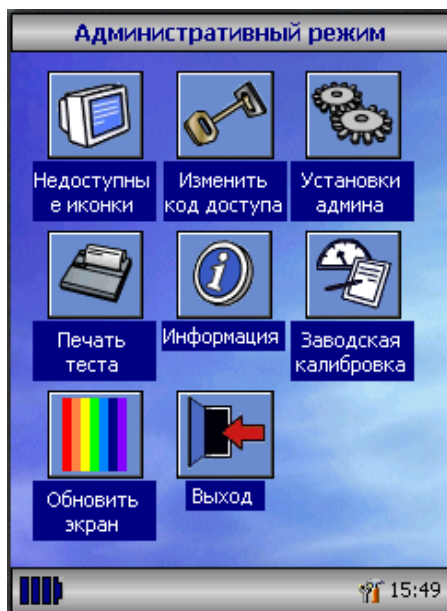 Административный режим
Недоступны
е иконки
Изменить
код доступа
Установки
админа
Печать
теста
Информация
Заводская
калибровка
Обновить
экран
Выход
15:49